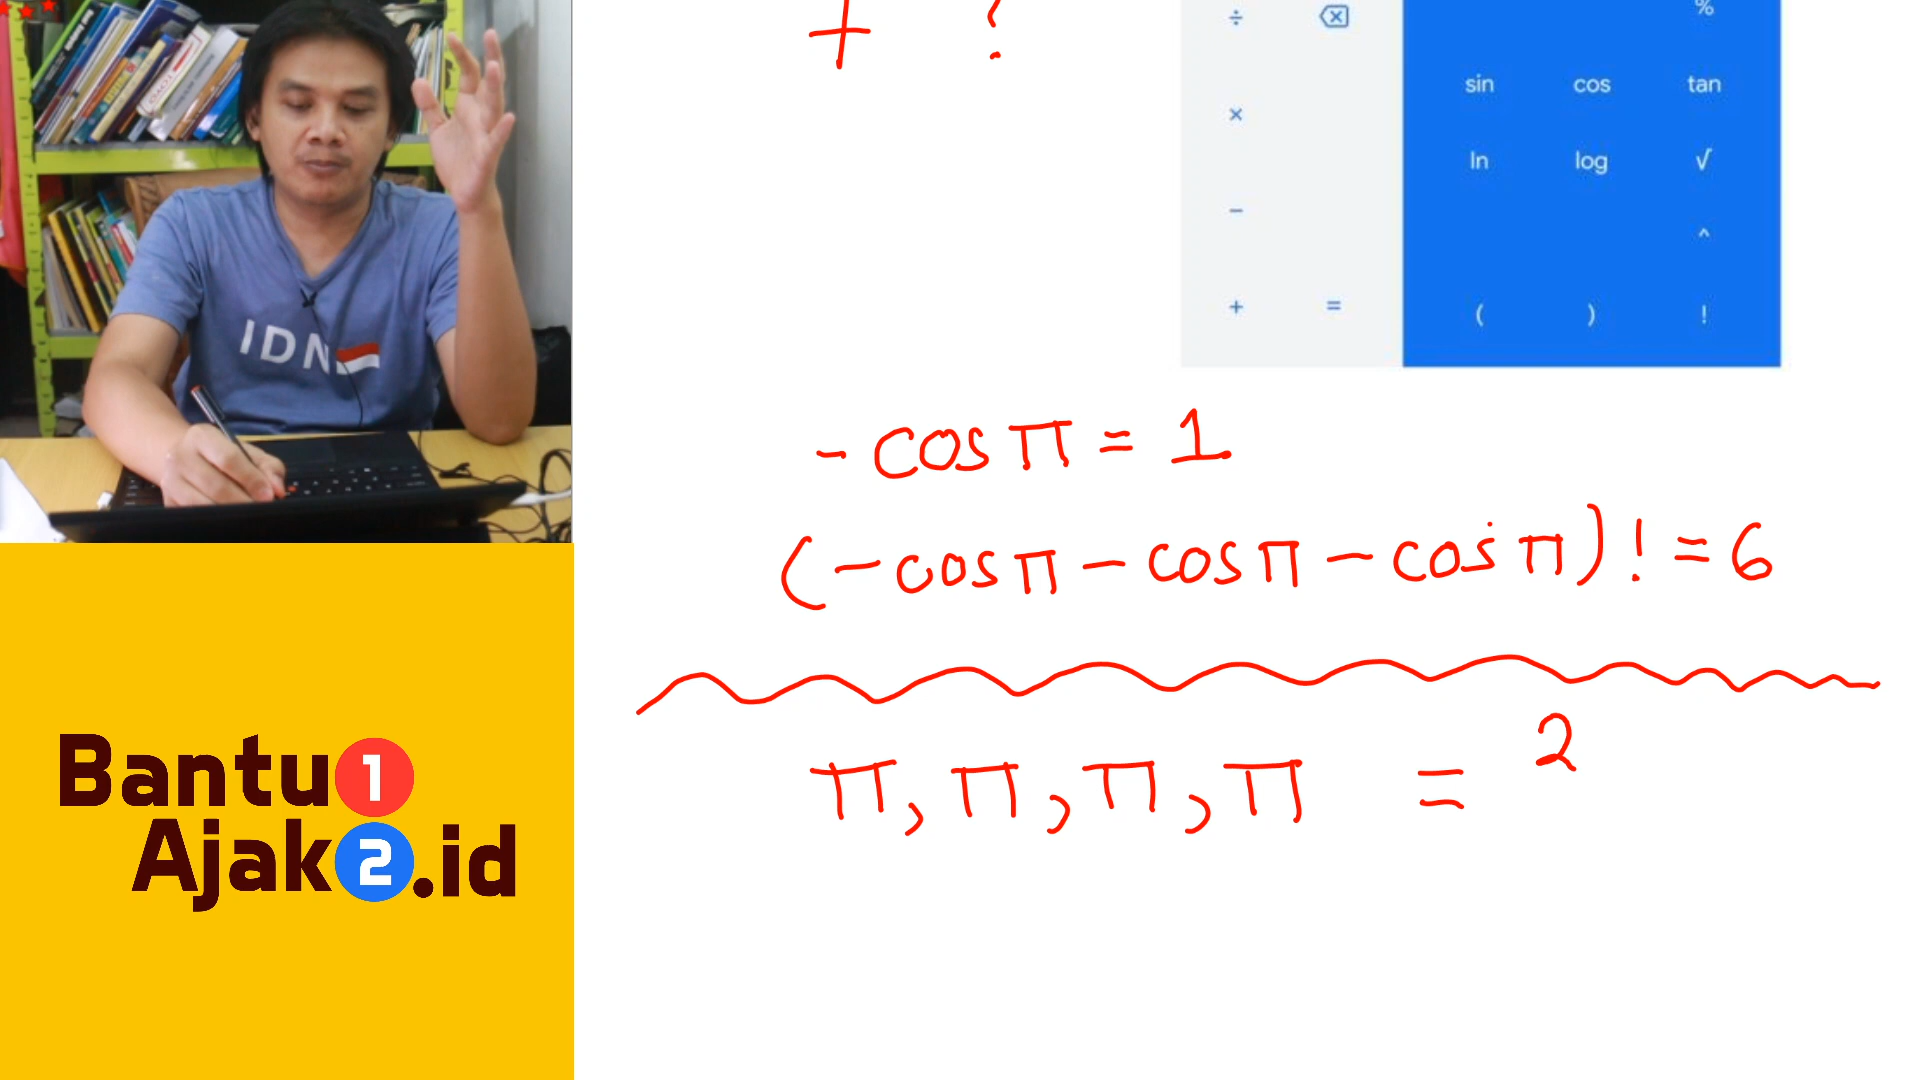 + ?
÷ ⌫ %
sin cos tan
×
ln log √
−
^
+ = ( ) !
IDN
-cos π = 1
(-cos π - cos π - cos π)! = 6
π, π, π, π = 2
Bantu1
Ajak2.id